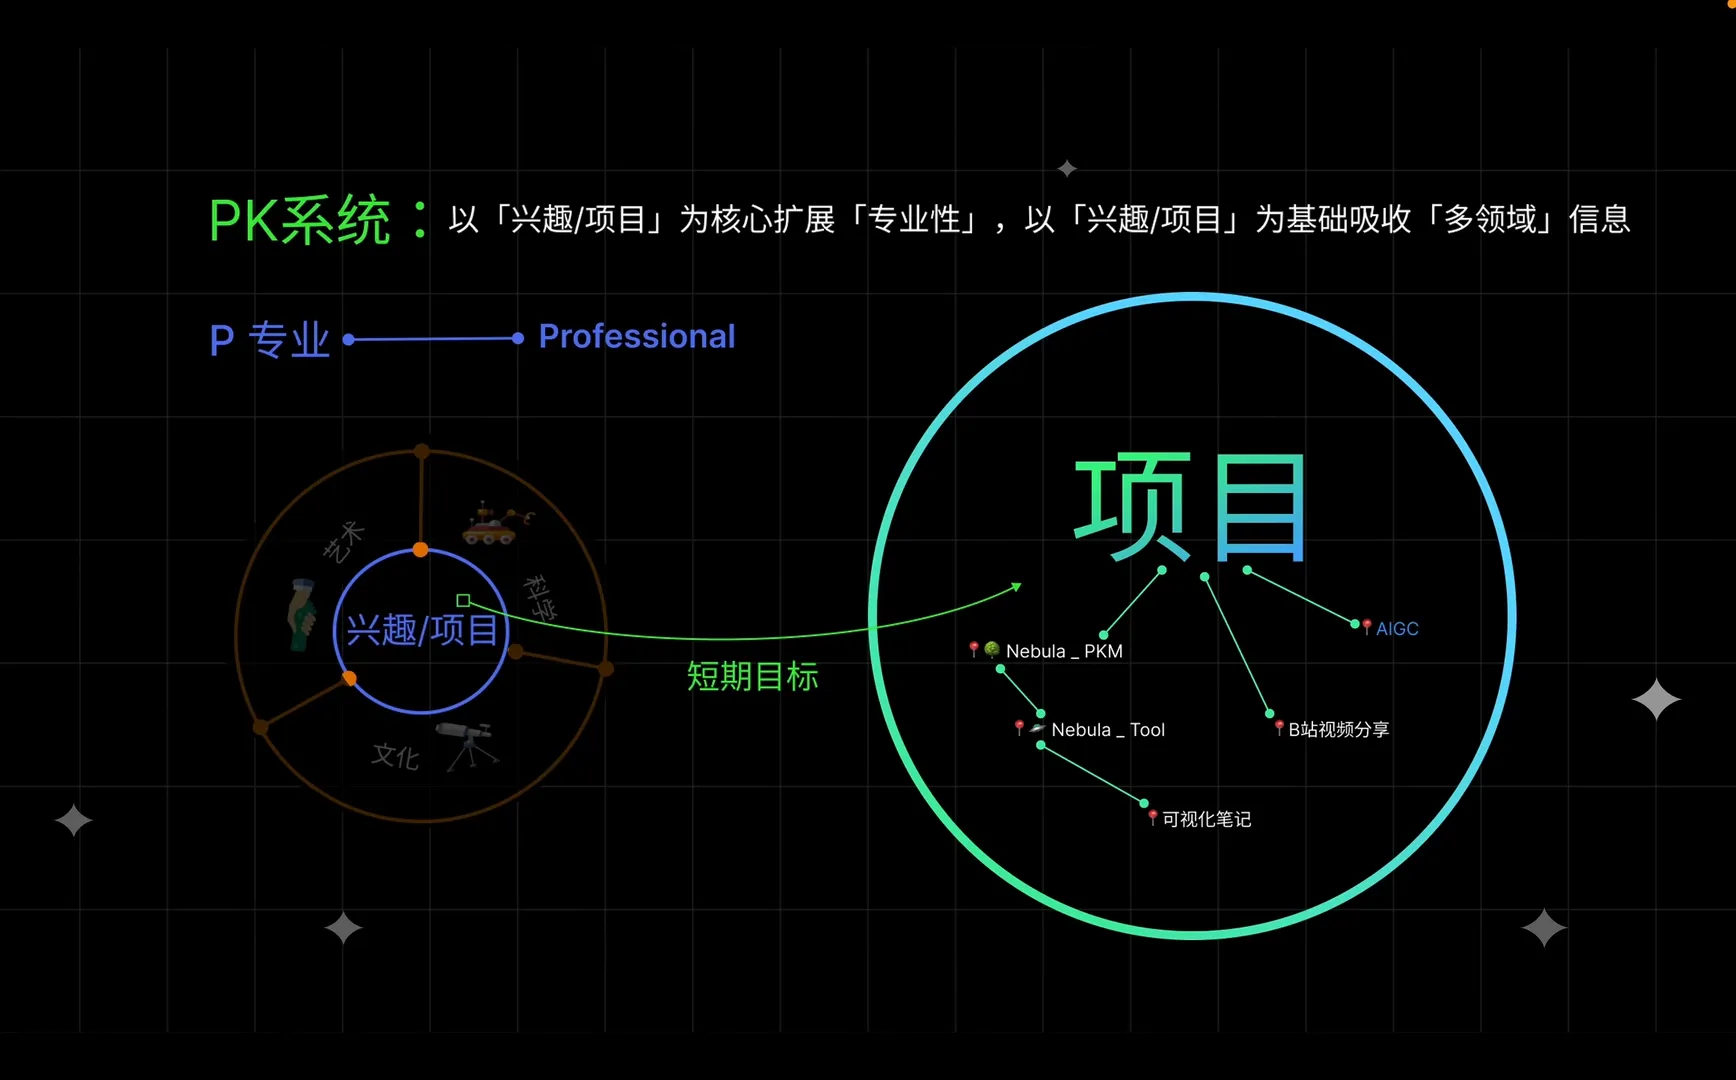 PK系统：以「兴趣/项目」为核心扩展「专业性」，以「兴趣/项目」为基础吸收「多领域」信息
P 专业
Professional
项目
艺术
科学
兴趣/项目
文化
短期目标
Nebula _ PKM
AIGC
Nebula _ Tool
B站视频分享
可视化笔记